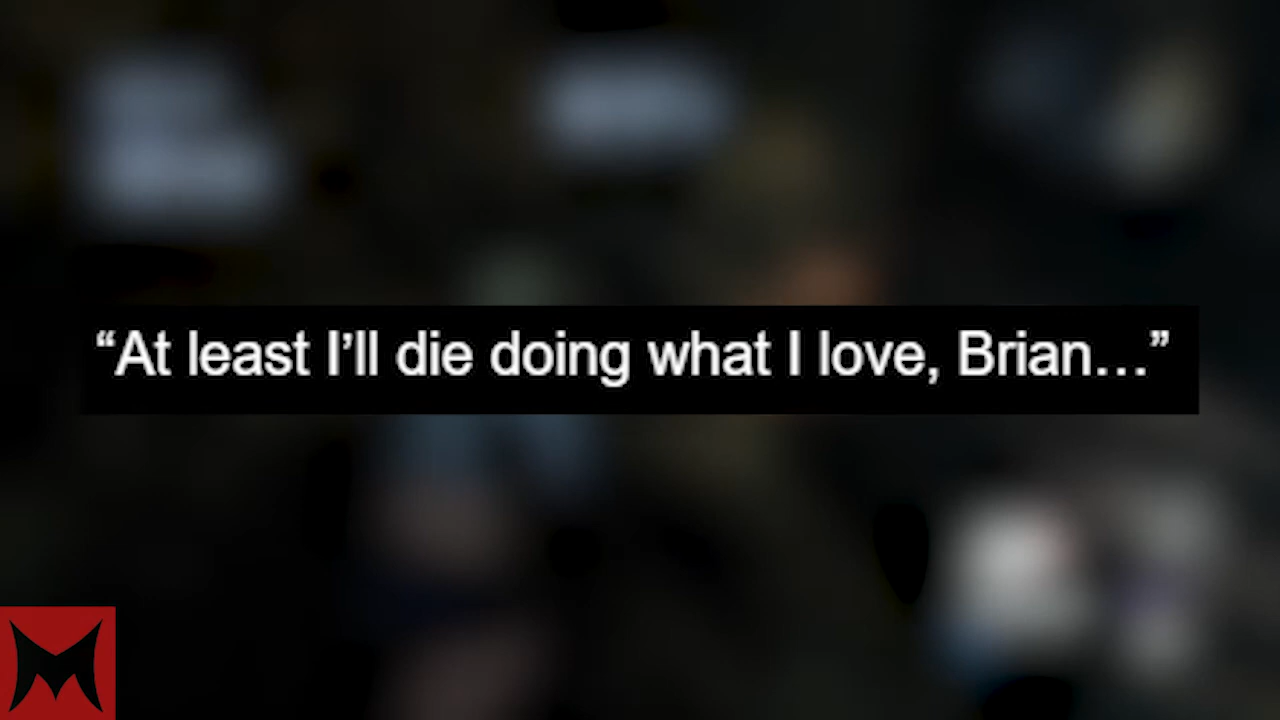 “At least I’ll die doing what I love, Brian…”